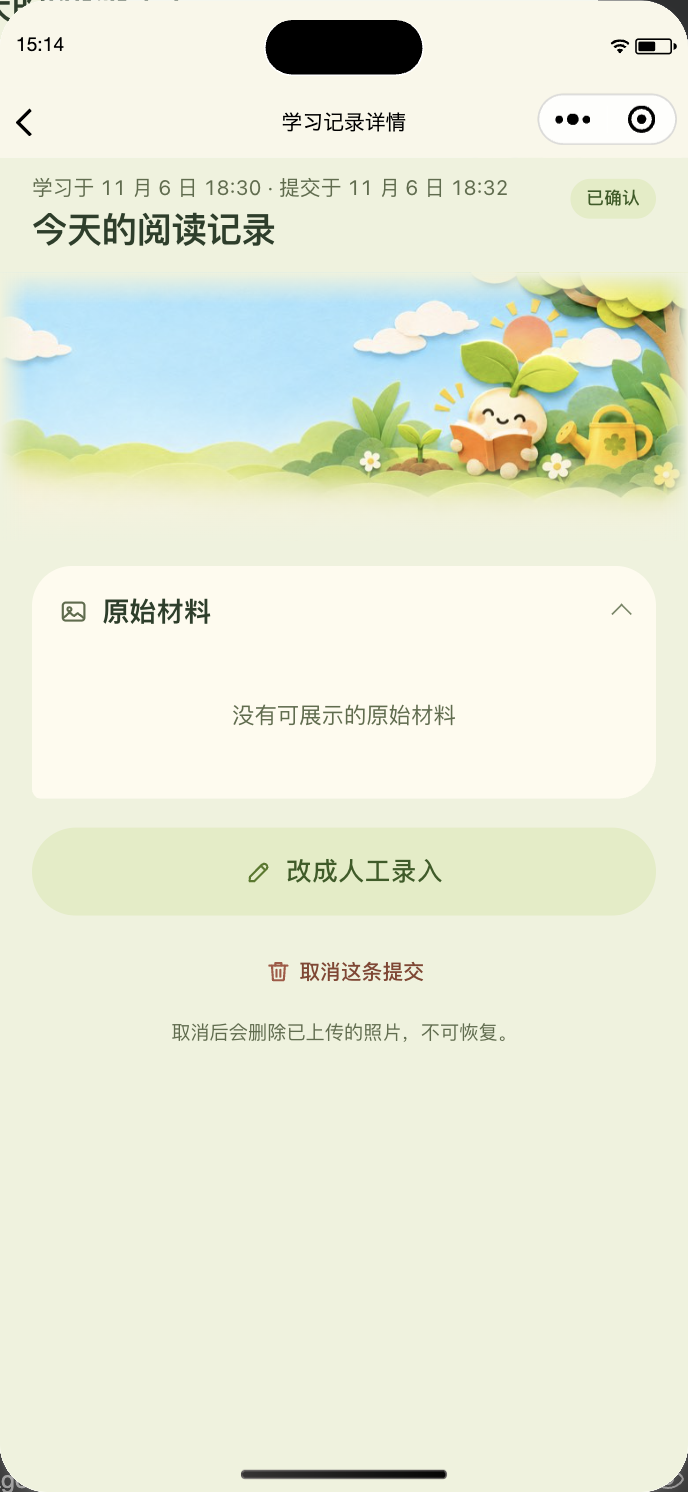 15:14
学习记录详情
学习于 11 月 6 日 18:30 · 提交于 11 月 6 日 18:32
已确认
今天的阅读记录
原始材料
没有可展示的原始材料
改成人工录入
取消这条提交
取消后会删除已上传的照片，不可恢复。